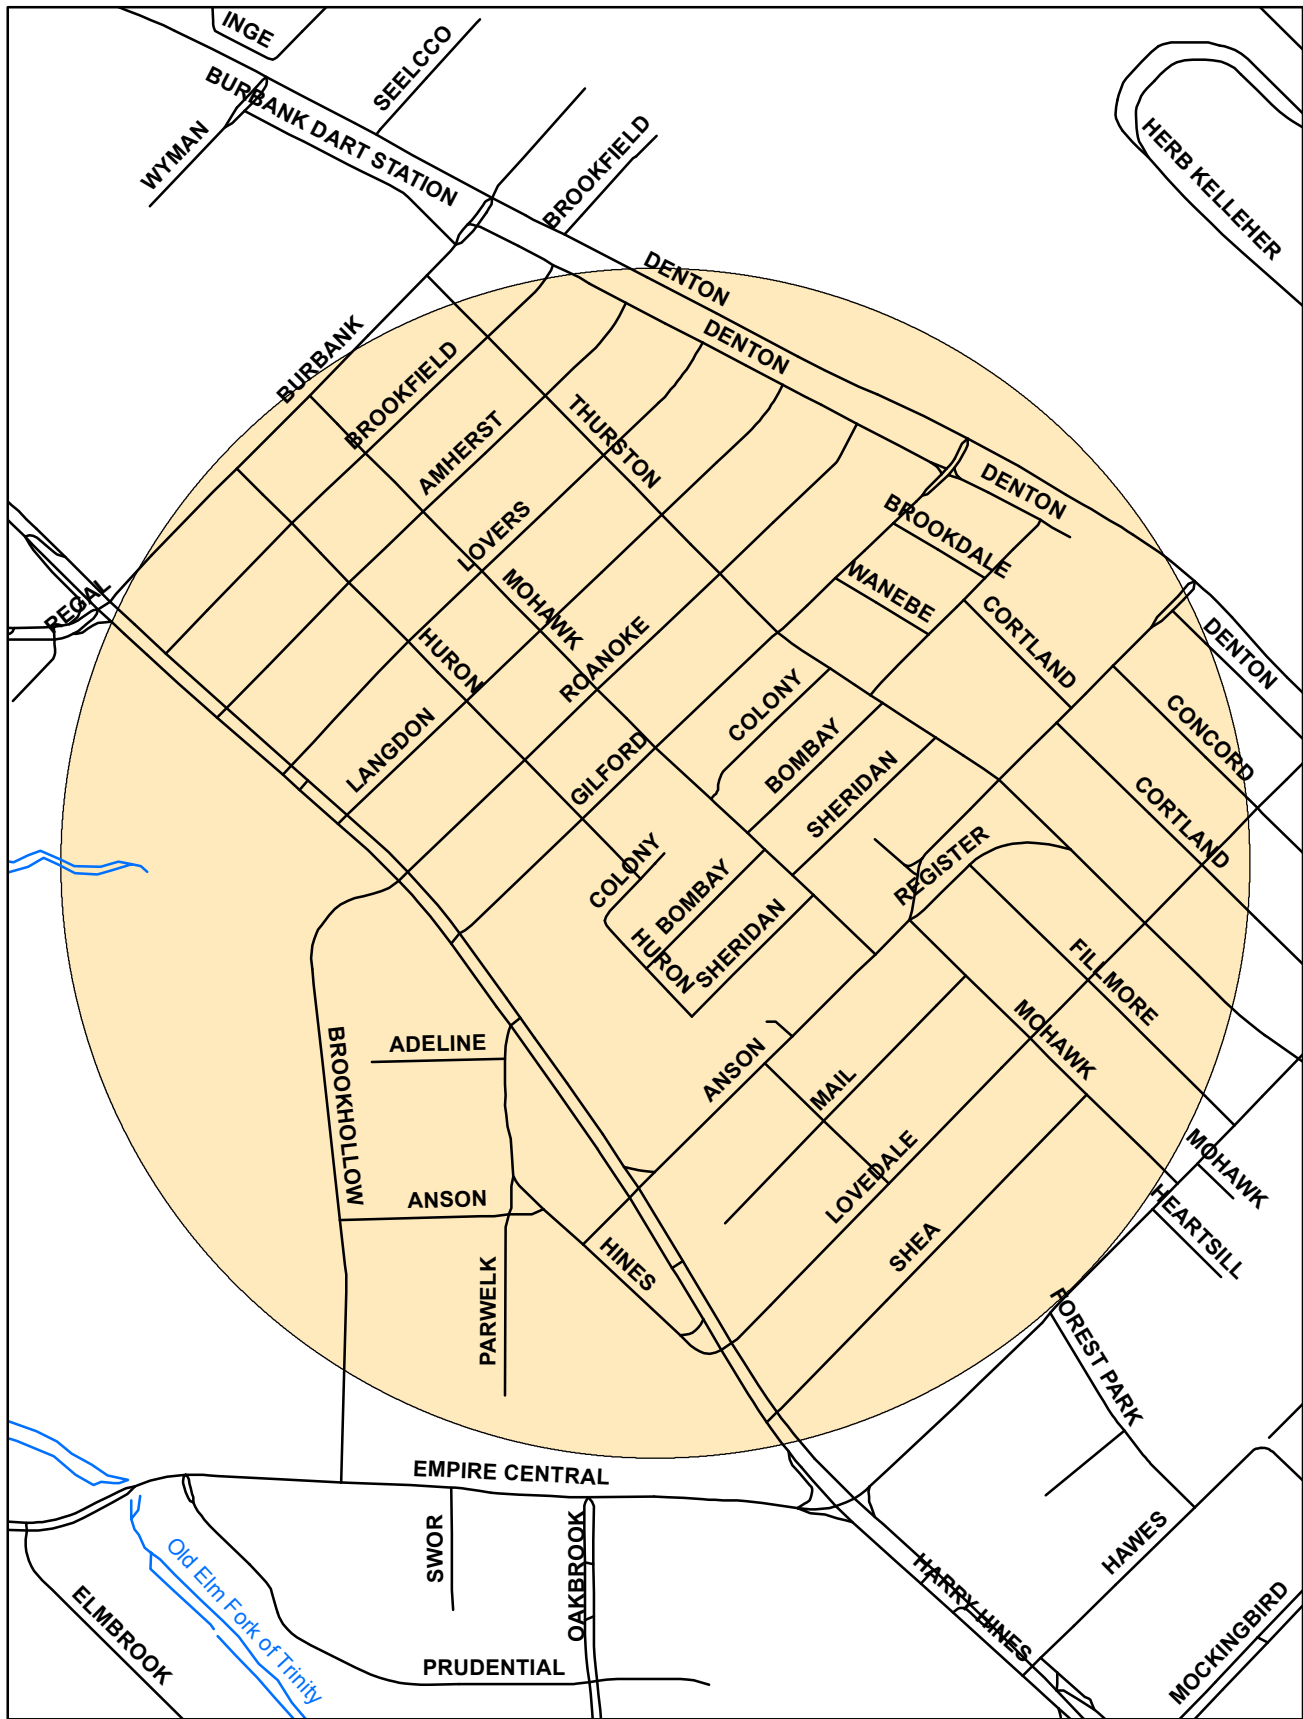 INGE
SEELCCO
BURBANK DART STATION
WYMAN
BROOKFIELD
HERB KELLEHER
DENTON
DENTON
BURBANK
BROOKFIELD
THURSTON
AMHERST
DENTON
LOVERS
BROOKDALE
WANEBE
REGAL
MOHAWK
CORTLAND
DENTON
HURON
ROANOKE
COLONY
CONCORD
LANGDON
GILFORD
BOMBAY
SHERIDAN
CORTLAND
REGISTER
COLONY
BOMBAY
HURON
SHERIDAN
FILLMORE
MOHAWK
ADELINE
BROOKHOLLOW
ANSON
MAIL
MOHAWK
LOVEDALE
ANSON
HEARTSILL
SHEA
HINES
PARWELK
FOREST PARK
EMPIRE CENTRAL
SWOR
OAKBROOK
HAWES
Old Elm Fork of Trinity
HARRY HINES
ELMBROOK
PRUDENTIAL
MOCKINGBIRD